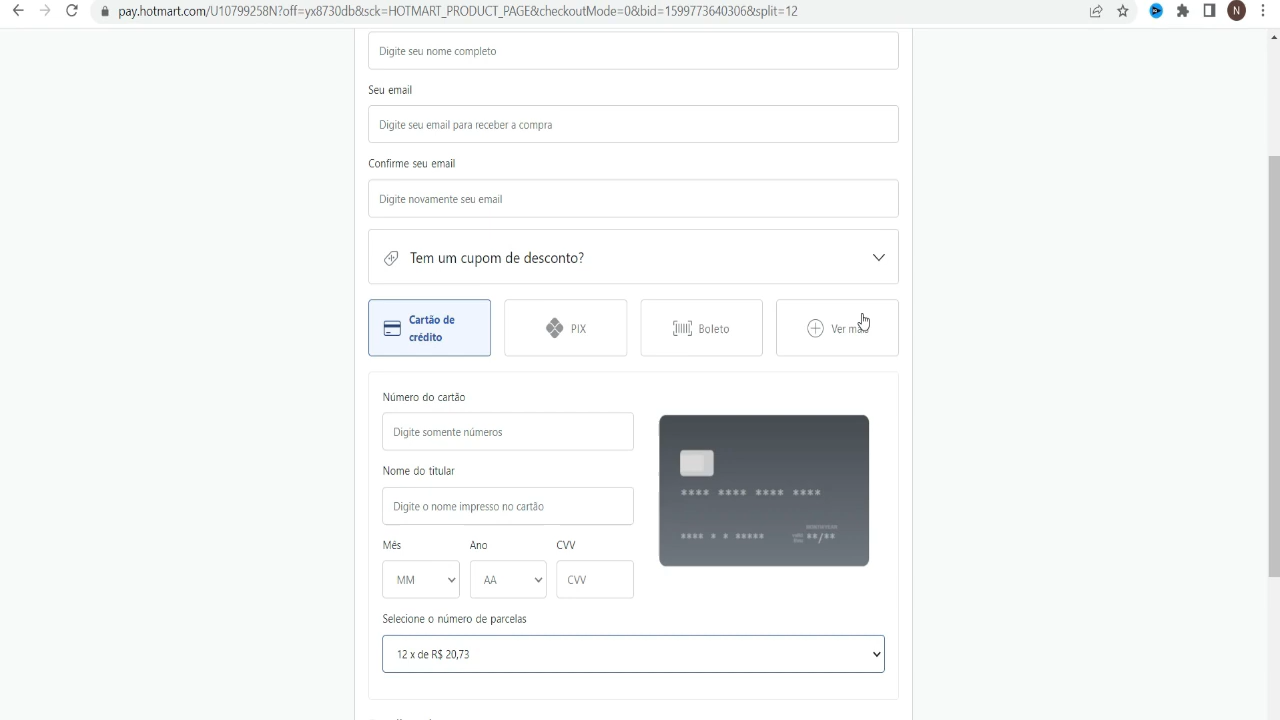 pay.hotmart.com/U10799258N?off=yx8730db&sck=HOTMART_PRODUCT_PAGE&checkoutMode=0&bid=1599773640306&split=12
N
Digite seu nome completo
Seu email
Digite seu email para receber a compra
Confirme seu email
Digite novamente seu email
Tem um cupom de desconto?
Cartão de
crédito
PIX
Boleto
Ver
Número do cartão
Digite somente números
**** **** **** ****
Nome do titular
Digite o nome impresso no cartão
**** * * ***** **/**
Mês Ano CVV
MM AA CVV
Selecione o número de parcelas
12 x de R$ 20,73